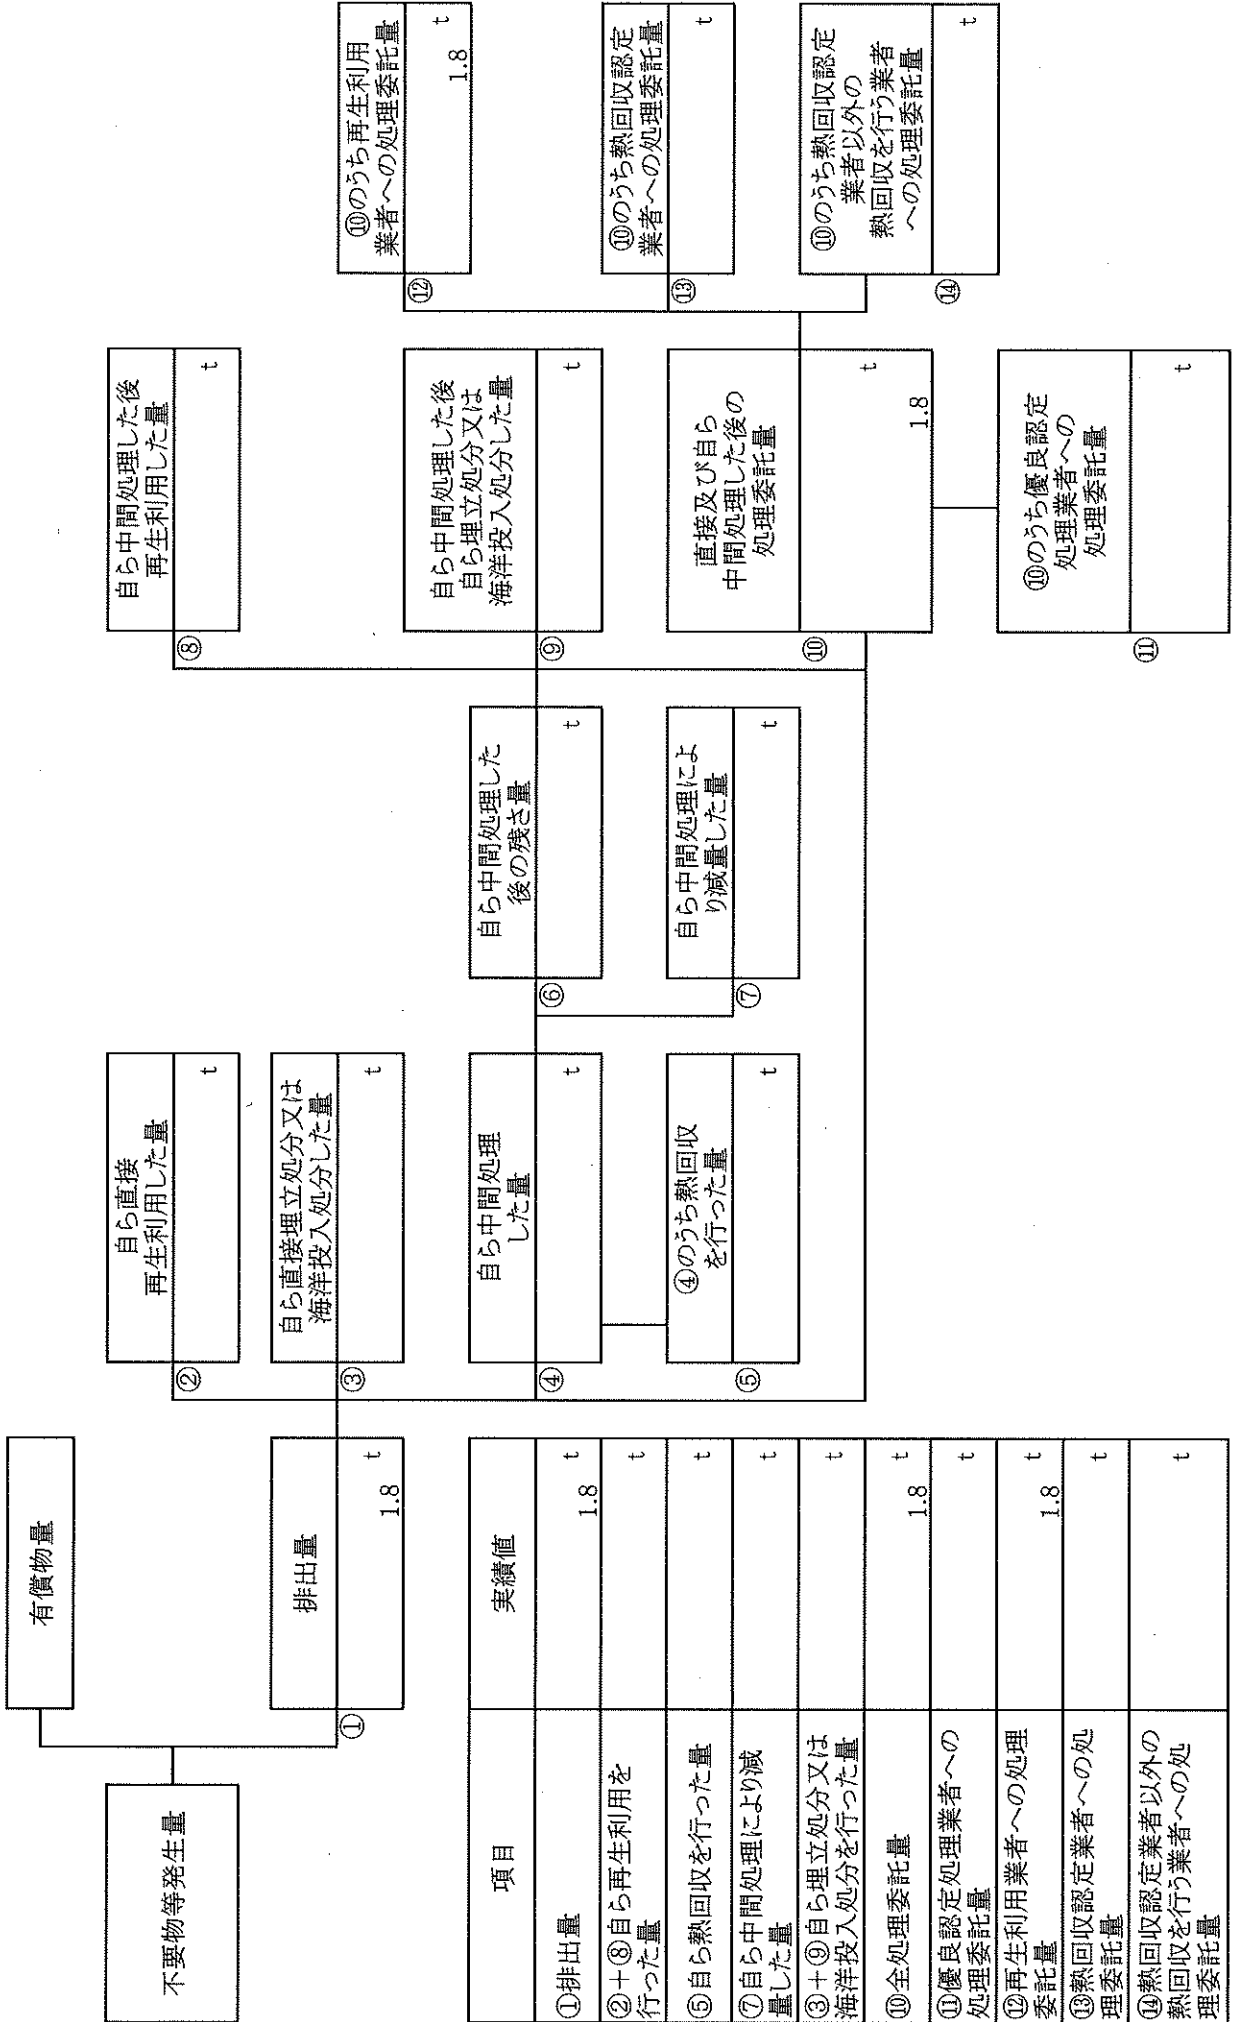 不要物等発生量
有償物量
排出量
①
1.8
t
自ら直接
再生利用した量
②
t
自ら直接埋立処分又は
海洋投入処分した量
③
t
自ら中間処理
した量
④
t
④のうち熱回収
を行った量
⑤
t
自ら中間処理した
後の残さ量
⑥
t
自ら中間処理によ
り減量した量
⑦
t
自ら中間処理した後
再生利用した量
⑧
t
自ら中間処理した後
自ら埋立処分又は
海洋投入処分した量
⑨
t
直接及び自ら
中間処理した後の
処理委託量
⑩
t
1.8
⑩のうち優良認定
処理業者への
処理委託量
⑪
t
⑩のうち再生利用
業者への処理委託量
⑫
t
1.8
⑩のうち熱回収認定
業者への処理委託量
⑬
t
⑩のうち熱回収認定
業者以外の
熱回収を行う業者
への処理委託量
⑭
t
項目 実績値
①排出量 1.8 t
②+⑧自ら再生利用を
行った量 t
⑤自ら熱回収を行った量 t
⑦自ら中間処理により減
量した量 t
③+⑨自ら埋立処分又は
海洋投入処分を行った量 t
⑩全処理委託量 1.8 t
⑪優良認定処理業者への
処理委託量 t
⑫再生利用業者への処理
委託量 1.8 t
⑬熱回収認定業者への処
理委託量 t
⑭熱回収認定業者以外の
熱回収を行う業者への処
理委託量 t